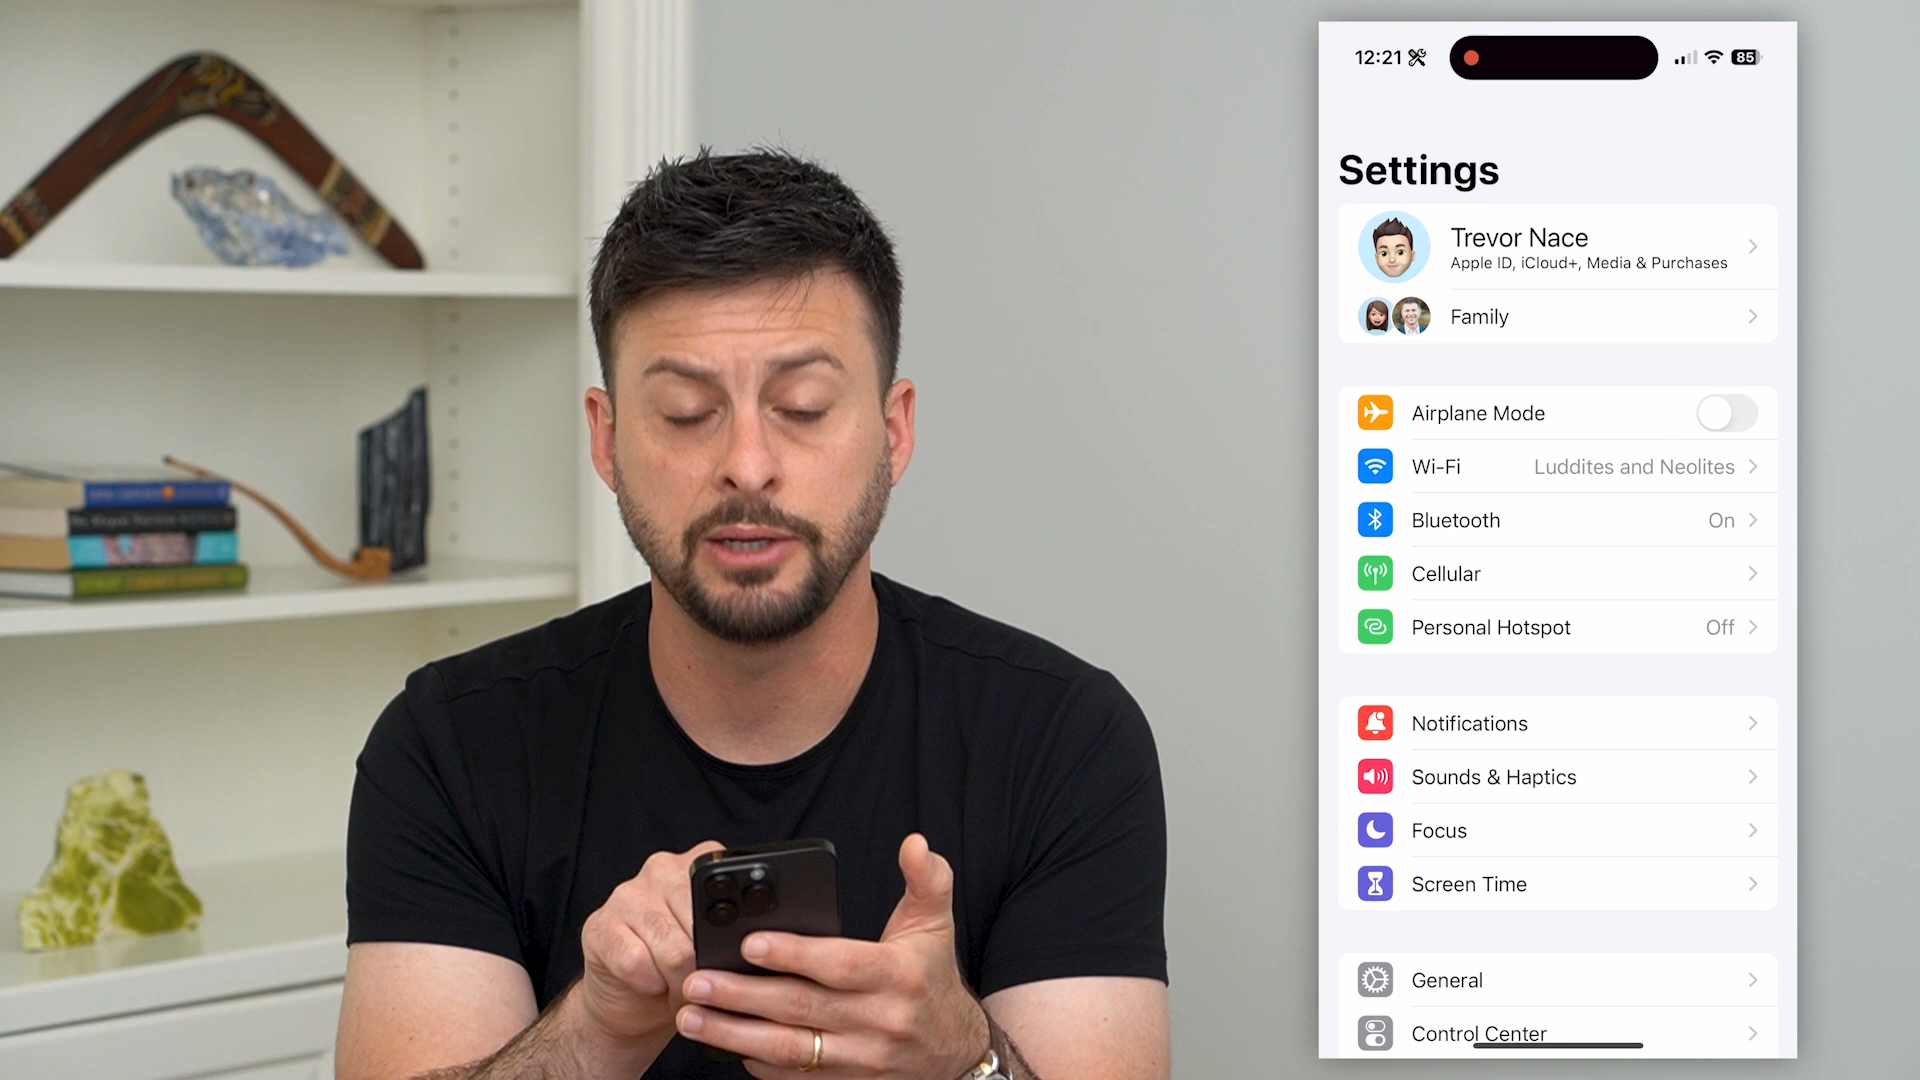 12:21
85
Settings
Trevor Nace
Apple ID, iCloud+, Media & Purchases
Family
Airplane Mode
Wi-Fi Luddites and Neolites
Bluetooth On
Cellular
Personal Hotspot Off
Notifications
Sounds & Haptics
Focus
Screen Time
General
Control Center